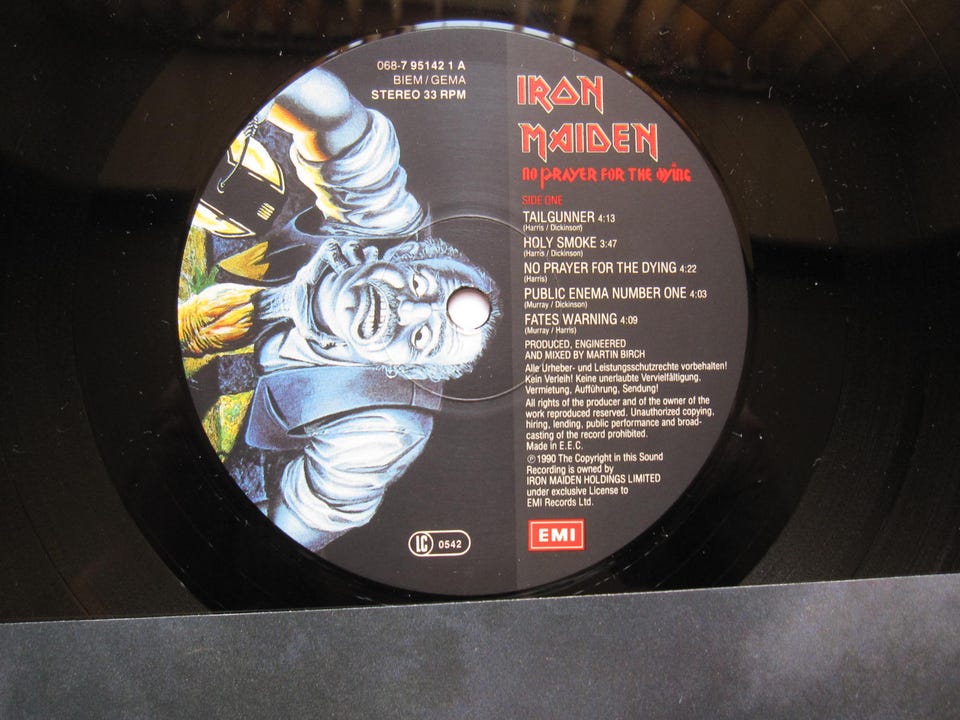 068-7 95142 1 A
BIEM / GEMA
STEREO 33 RPM
IRON
MAIDEN
NO PRAYER FOR THE DYING
SIDE ONE
TAILGUNNER 4:13
(Harris / Dickinson)
HOLY SMOKE 3:47
(Harris / Dickinson)
NO PRAYER FOR THE DYING 4:22
(Harris)
PUBLIC ENEMA NUMBER ONE 4:03
(Murray / Dickinson)
FATES WARNING 4:09
(Murray / Harris)
PRODUCED, ENGINEERED
AND MIXED BY MARTIN BIRCH
Alle Urheber- und Leistungsschutzrechte vorbehalten!
Kein Verleih! Keine unerlaubte Vervielfältigung,
Vermietung, Aufführung, Sendung!
All rights of the producer and of the owner of the
work reproduced reserved. Unauthorized copying,
hiring, lending, public performance and broad-
casting of the record prohibited.
Made in E.E.C.
℗ 1990 The Copyright in this Sound
Recording is owned by
IRON MAIDEN HOLDINGS LIMITED
under exclusive License to
EMI Records Ltd.
LC 0542
EMI